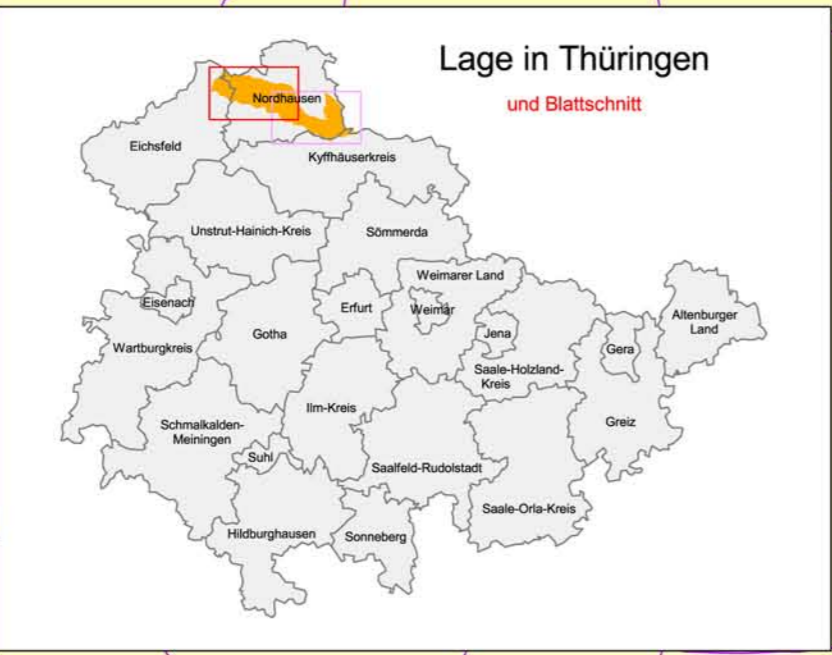 Lage in Thüringen
und Blattschnitt
Nordhausen
Eichsfeld
Kyffhäuserkreis
Unstrut-Hainich-Kreis
Sömmerda
Weimarer Land
Eisenach
Erfurt
Weimar
Altenburger
Land
Gotha
Jena
Wartburgkreis
Gera
Saale-Holzland-
Kreis
Ilm-Kreis
Greiz
Schmalkalden-
Meiningen
Suhl
Saalfeld-Rudolstadt
Saale-Orla-Kreis
Hildburghausen
Sonneberg